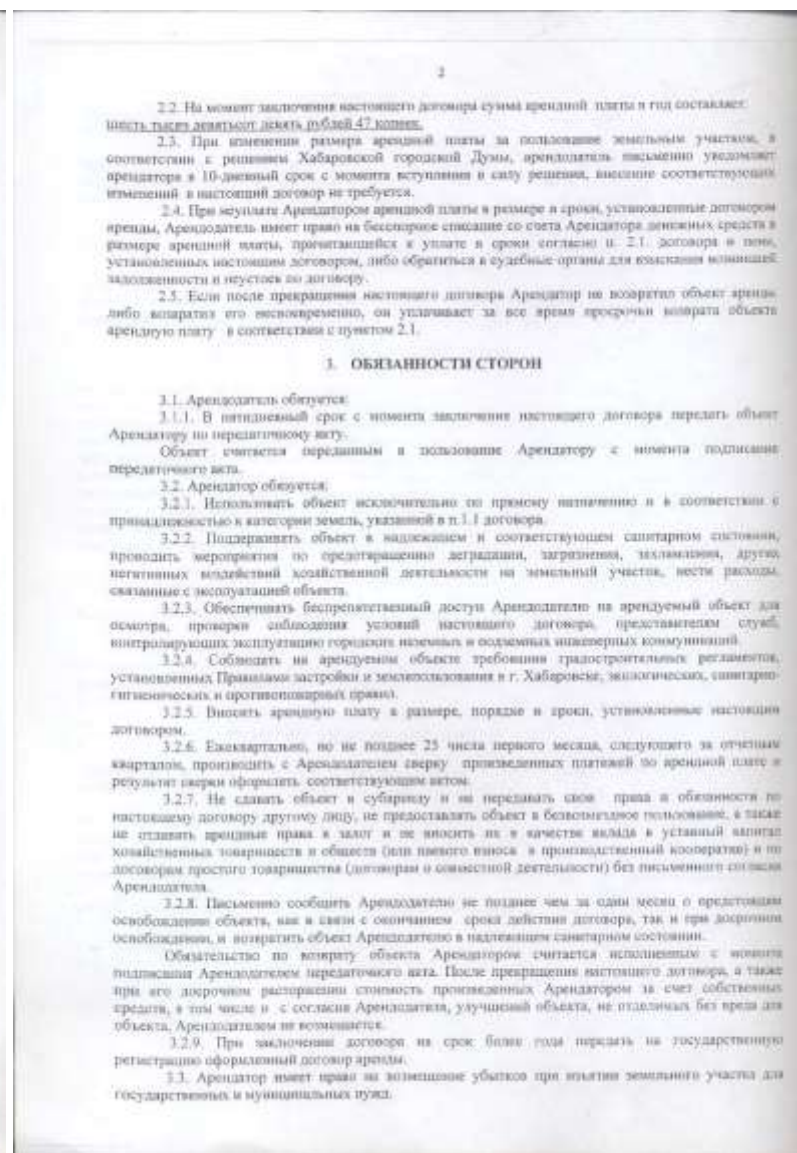 2
2.2. На момент заключения настоящего договора сумма арендной платы в год составляет:
шесть тысяч девятьсот девять рублей 47 копеек.
2.3. При изменении размера арендной платы за пользование земельным участком, в
соответствии с решением Хабаровской городской Думы, арендодатель письменно уведомляет
арендатора в 10-дневный срок с момента вступления в силу решения, внесение соответствующих
изменений в настоящий договор не требуется.
2.4. При неуплате Арендатором арендной платы в размере и сроки, установленные договором
аренды, Арендодатель имеет право на бесспорное списание со счета Арендатора денежных средств в
размере арендной платы, причитающейся к уплате в сроки согласно п. 2.1. договора и пени,
установленных настоящим договором, либо обратиться в судебные органы для взыскания возникшей
задолженности и неустоек по договору.
2.5. Если после прекращения настоящего договора Арендатор не возвратил объект аренды
либо возвратил его несвоевременно, он уплачивает за все время просрочки возврата объекта
арендную плату в соответствии с пунктом 2.1.
3. ОБЯЗАННОСТИ СТОРОН
3.1. Арендодатель обязуется:
3.1.1. В пятидневный срок с момента заключения настоящего договора передать объект
Арендатору по передаточному акту.
Объект считается переданным в пользование Арендатору с момента подписания
передаточного акта.
3.2. Арендатор обязуется:
3.2.1. Использовать объект исключительно по прямому назначению и в соответствии с
принадлежностью к категории земель, указанной в п.1.1 договора.
3.2.2. Поддерживать объект в надлежащем и соответствующем санитарном состоянии,
проводить мероприятия по предотвращению деградации, загрязнения, захламления, других
негативных воздействий хозяйственной деятельности на земельный участок, нести расходы,
связанные с эксплуатацией объекта.
3.2.3. Обеспечивать беспрепятственный доступ Арендодателю на арендуемый объект для
осмотра, проверки соблюдения условий настоящего договора, представителям служб,
контролирующих эксплуатацию городских наземных и подземных инженерных коммуникаций.
3.2.4. Соблюдать на арендуемом объекте требования градостроительных регламентов,
установленных Правилами застройки и землепользования в г. Хабаровске, экологических, санитарно-
гигиенических и противопожарных правил.
3.2.5. Вносить арендную плату в размере, порядке и сроки, установленные настоящим
договором.
3.2.6. Ежеквартально, но не позднее 25 числа первого месяца, следующего за отчетным
кварталом, производить с Арендодателем сверку произведенных платежей по арендной плате и
результат сверки оформлять соответствующим актом.
3.2.7. Не сдавать объект в субаренду и не передавать свои права и обязанности по
настоящему договору другому лицу, не предоставлять объект в безвозмездное пользование, а также
не отдавать арендные права в залог и не вносить их в качестве вклада в уставный капитал
хозяйственных товариществ и обществ (или паевого взноса в производственный кооператив) и по
договорам простого товарищества (договорам о совместной деятельности) без письменного согласия
Арендодателя.
3.2.8. Письменно сообщить Арендодателю не позднее чем за один месяц о предстоящем
освобождении объекта, как в связи с окончанием срока действия договора, так и при досрочном
освобождении, и возвратить объект Арендодателю в надлежащем санитарном состоянии.
Обязательство по возврату объекта Арендатором считается исполненным с момента
подписания Арендодателем передаточного акта. После прекращения настоящего договора, а также
при его досрочном расторжении стоимость произведенных Арендатором за счет собственных
средств, в том числе и с согласия Арендодателя, улучшений объекта, не отделимых без вреда для
объекта, Арендодателем не возмещается.
3.2.9. При заключении договора на срок более года передать на государственную
регистрацию оформленный договор аренды.
3.3. Арендатор имеет право на возмещение убытков при изъятии земельного участка для
государственных и муниципальных нужд.